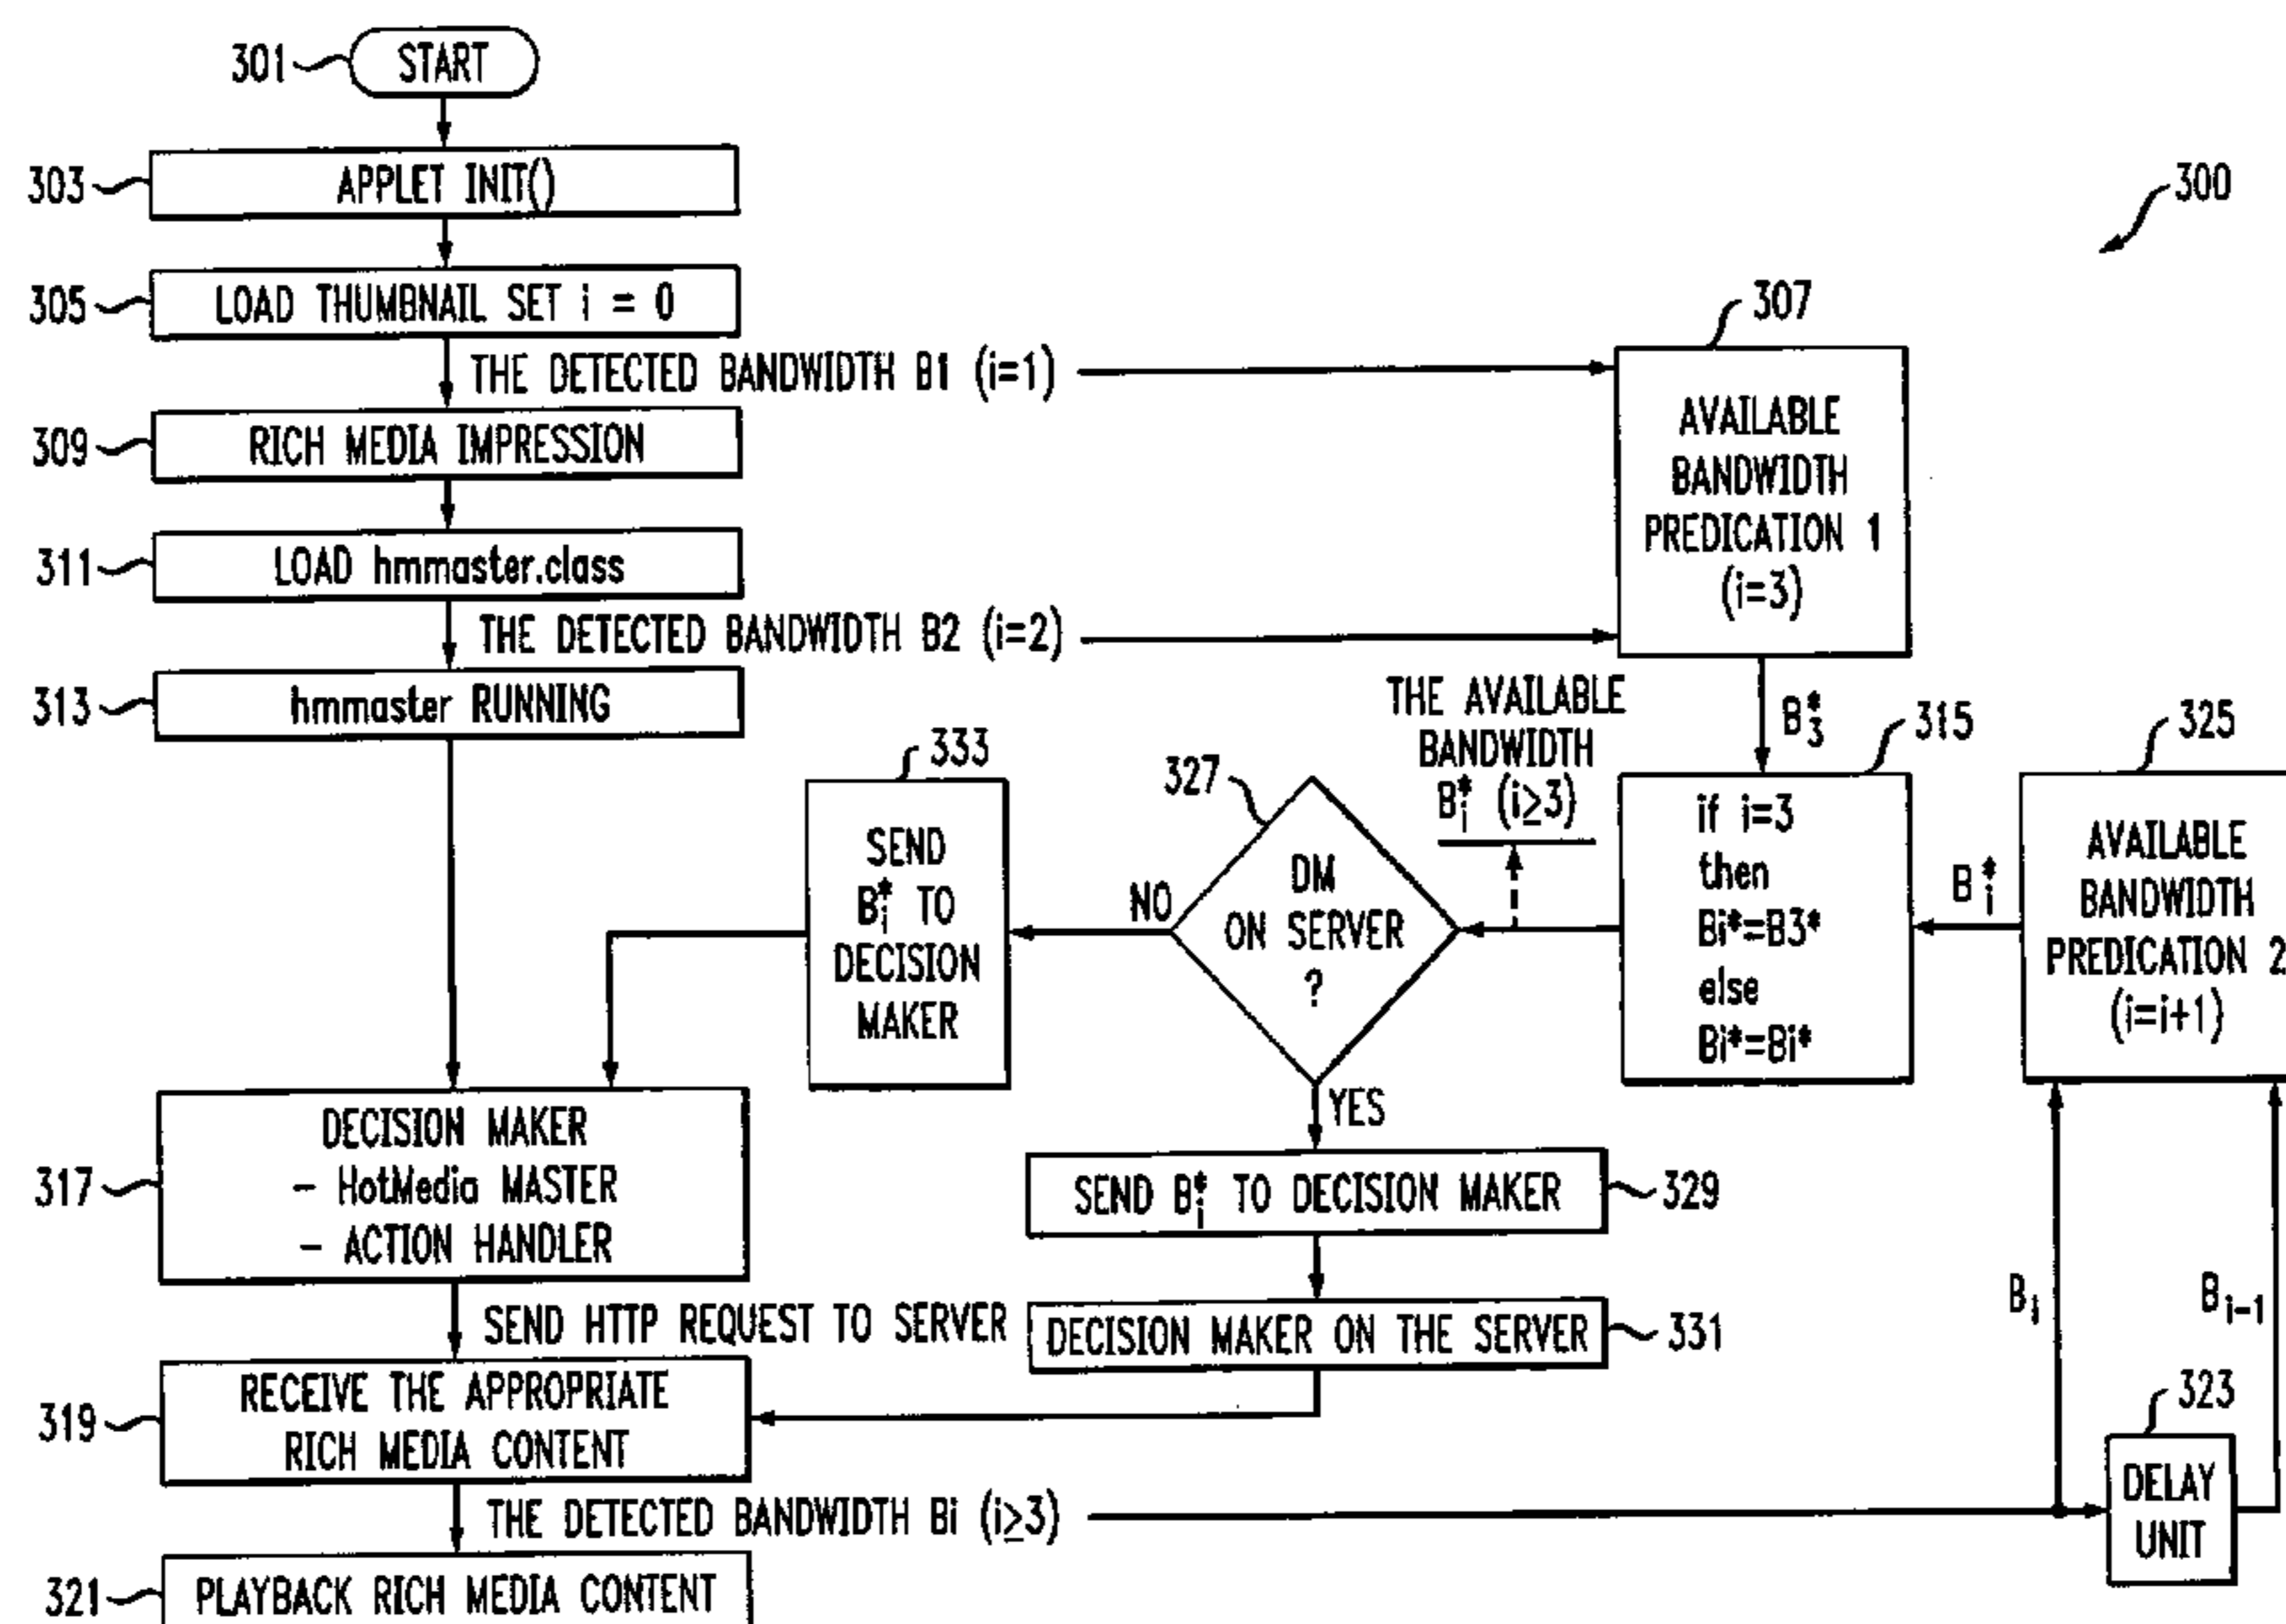 301
START
303
APPLET INIT()
300
305
LOAD THUMBNAIL SET i = 0
THE DETECTED BANDWIDTH B1 (i=1)
307
AVAILABLE
BANDWIDTH
PREDICATION 1
(i=3)
309
RICH MEDIA IMPRESSION
311
LOAD hmmaster.class
THE DETECTED BANDWIDTH B2 (i=2)
313
hmmaster RUNNING
B*3
THE AVAILABLE
BANDWIDTH
B*i (i≥3)
333
SEND
B*i TO
DECISION
MAKER
NO
327
DM
ON SERVER
?
YES
315
if i=3
then
Bi*=B3*
else
Bi*=Bi*
B*i
325
AVAILABLE
BANDWIDTH
PREDICATION 2
(i=i+1)
317
DECISION MAKER
- HotMedia MASTER
- ACTION HANDLER
SEND B*i TO DECISION MAKER
329
SEND HTTP REQUEST TO SERVER
DECISION MAKER ON THE SERVER
331
Bi
Bi-1
319
RECEIVE THE APPROPRIATE
RICH MEDIA CONTENT
323
DELAY
UNIT
THE DETECTED BANDWIDTH Bi (i≥3)
321
PLAYBACK RICH MEDIA CONTENT